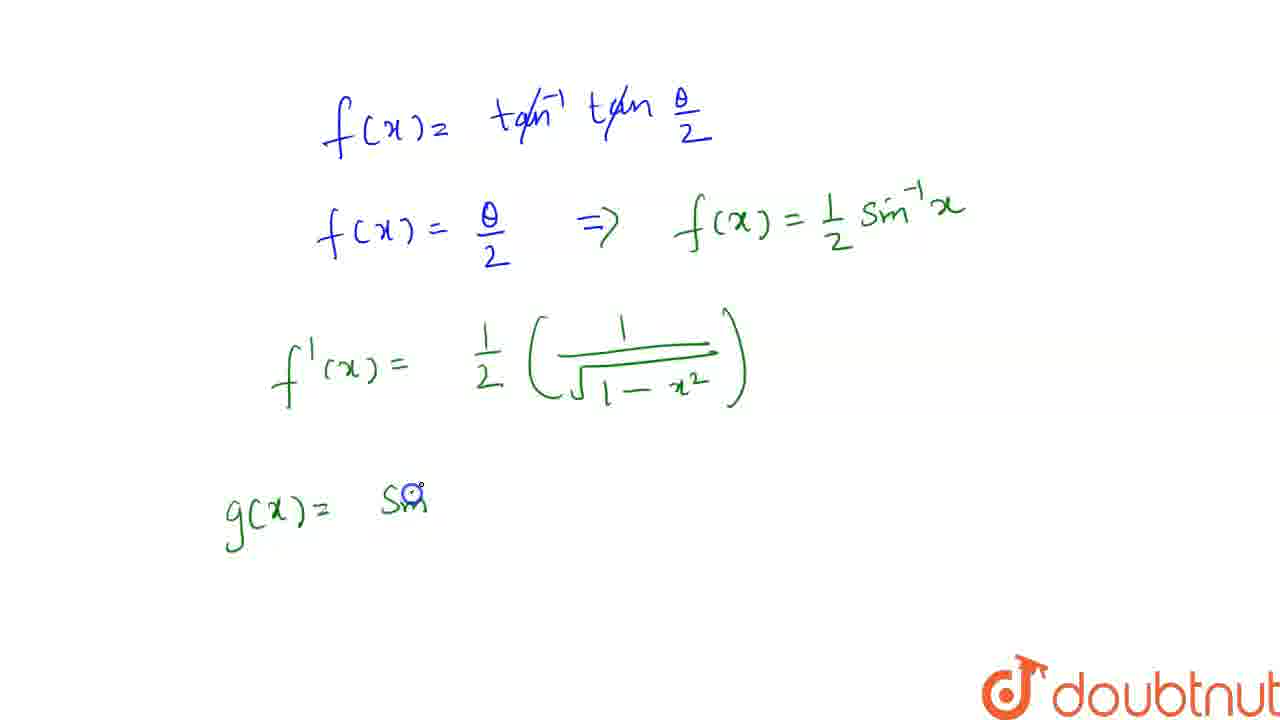 f(x) = tan⁻¹ tan θ/2
f(x) = θ/2 ⇒ f(x) = 1/2 sin⁻¹x
f'(x) = 1/2 (1/√(1 - x²))
g(x) = sin
doubtnut